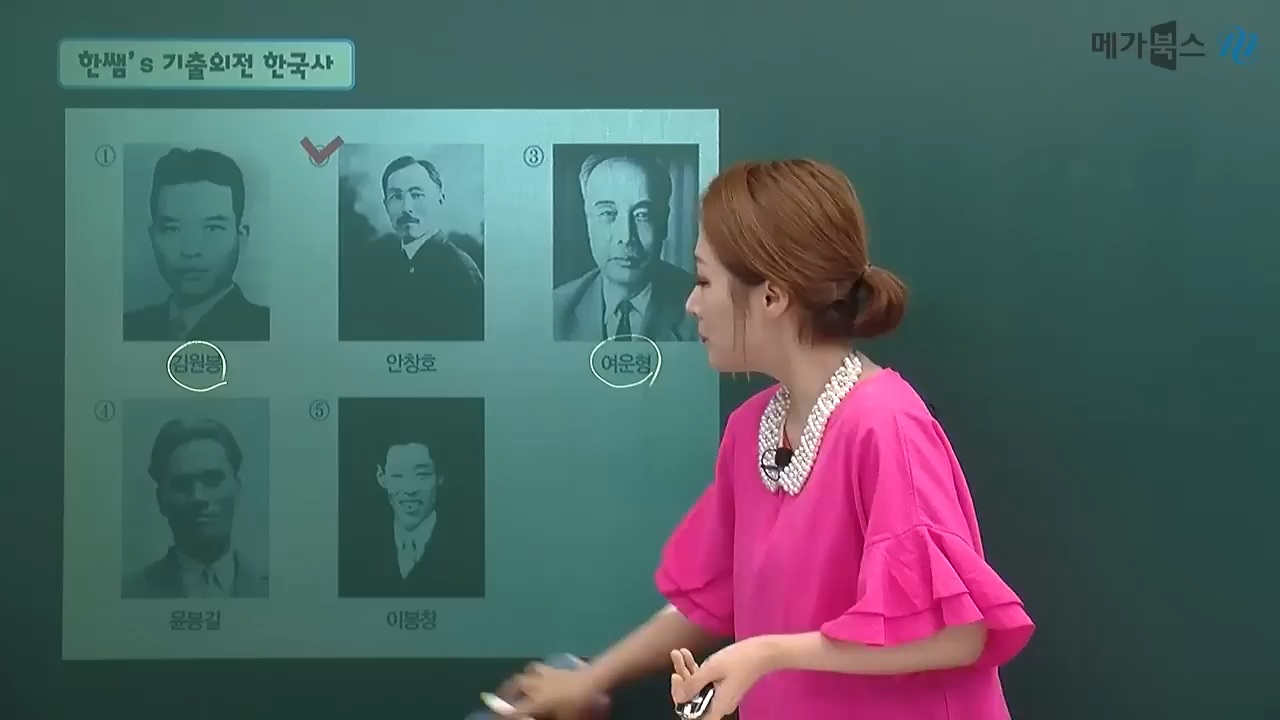 한쌤's 기출외전 한국사
메가북스
① ③
김원봉 안창호 여운형
④ ⑤
윤봉길 이봉창